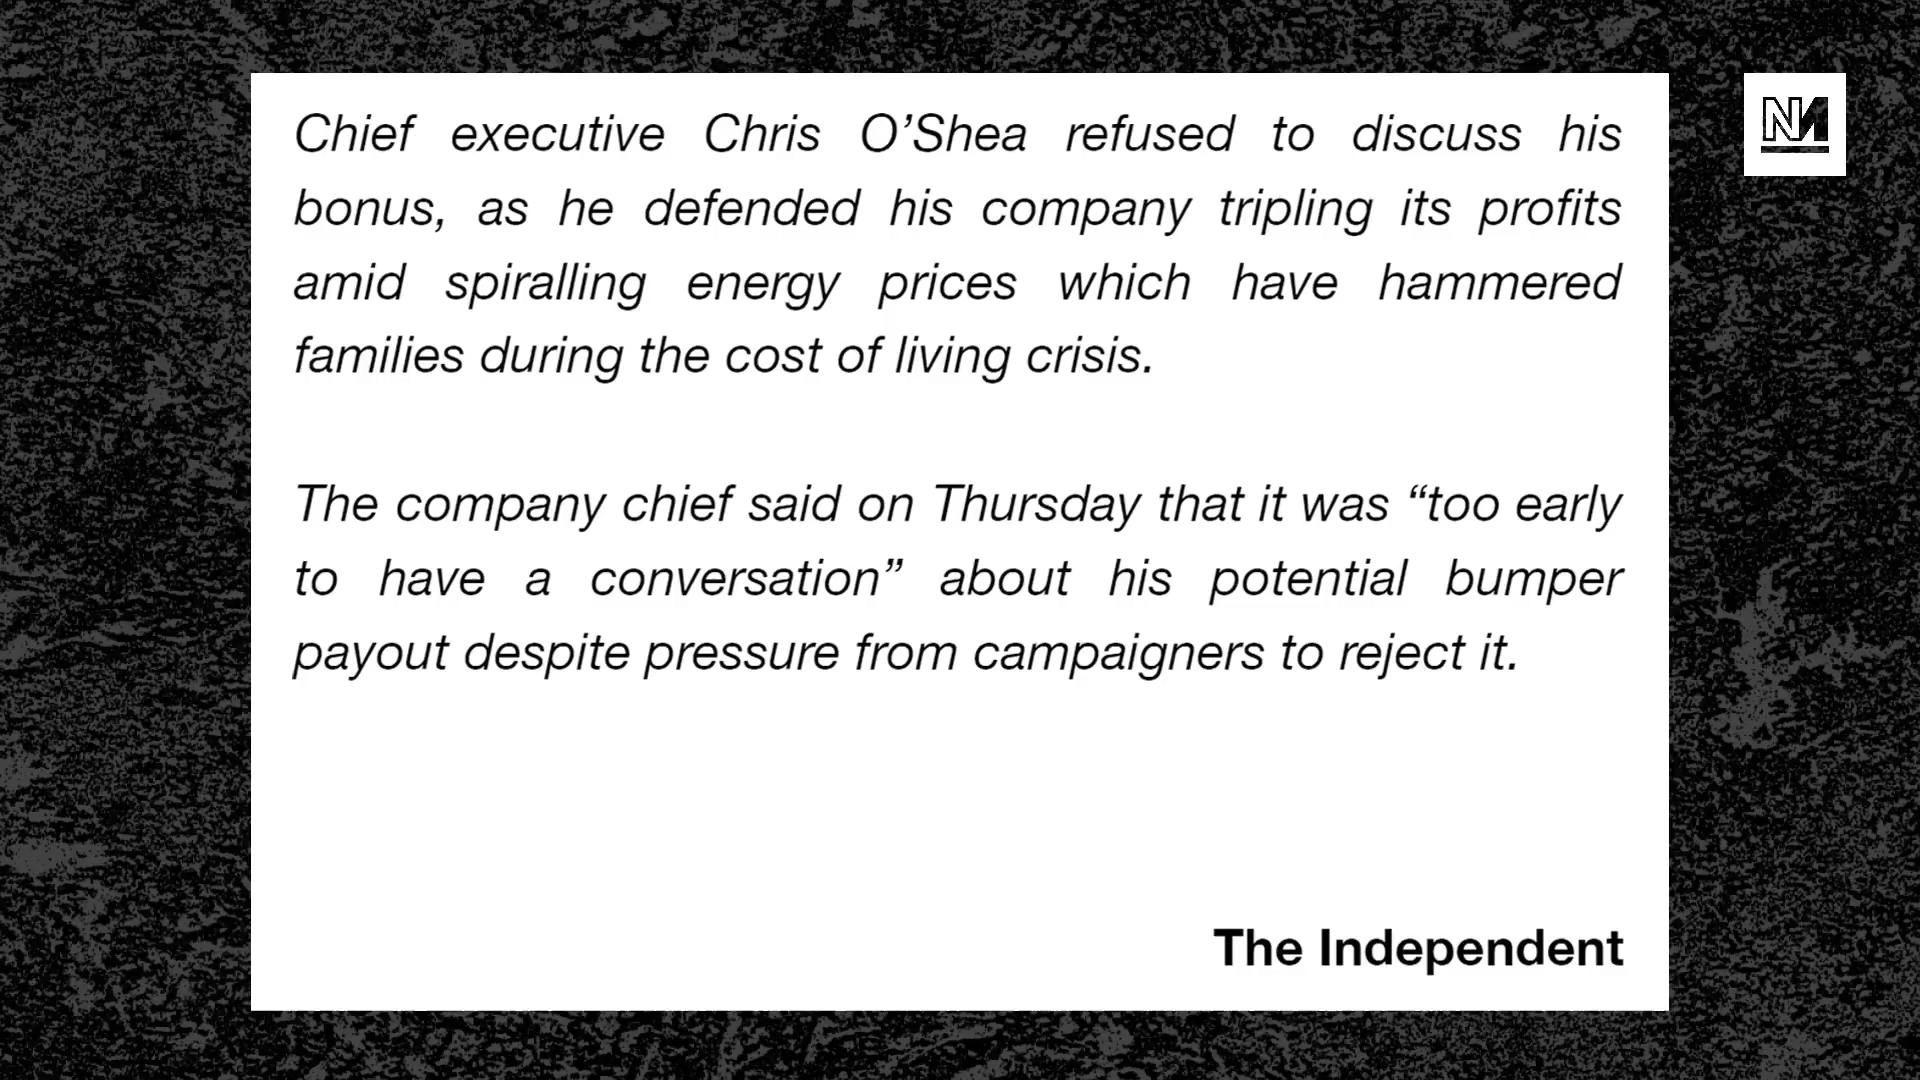 Chief executive Chris O’Shea refused to discuss his
bonus, as he defended his company tripling its profits
amid spiralling energy prices which have hammered
families during the cost of living crisis.
The company chief said on Thursday that it was “too early
to have a conversation” about his potential bumper
payout despite pressure from campaigners to reject it.
The Independent
NM